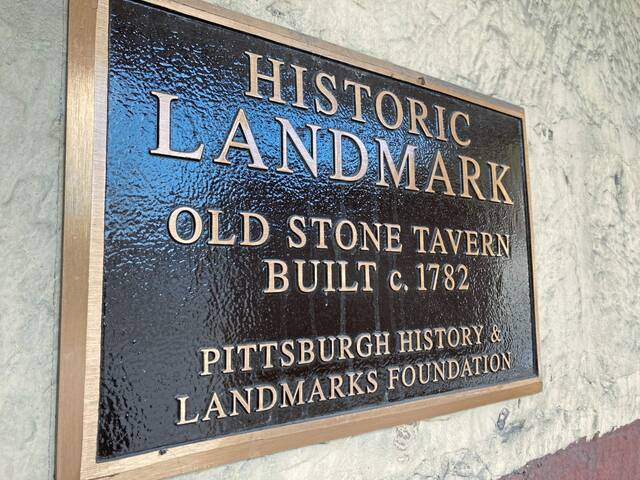 HISTORIC
LANDMARK
OLD STONE TAVERN
BUILT c. 1782
PITTSBURGH HISTORY &
LANDMARKS FOUNDATION